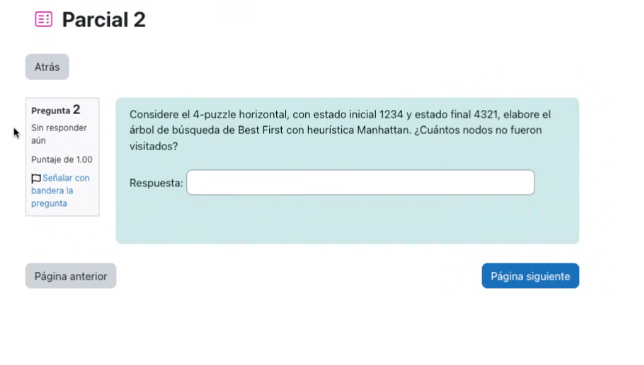 Parcial 2
Atrás
Pregunta 2
Sin responder
aún
Puntaje de 1.00
Señalar con
bandera la
pregunta
Considere el 4-puzzle horizontal, con estado inicial 1234 y estado final 4321, elabore el
árbol de búsqueda de Best First con heurística Manhattan. ¿Cuántos nodos no fueron
visitados?
Respuesta:
Página anterior
Página siguiente